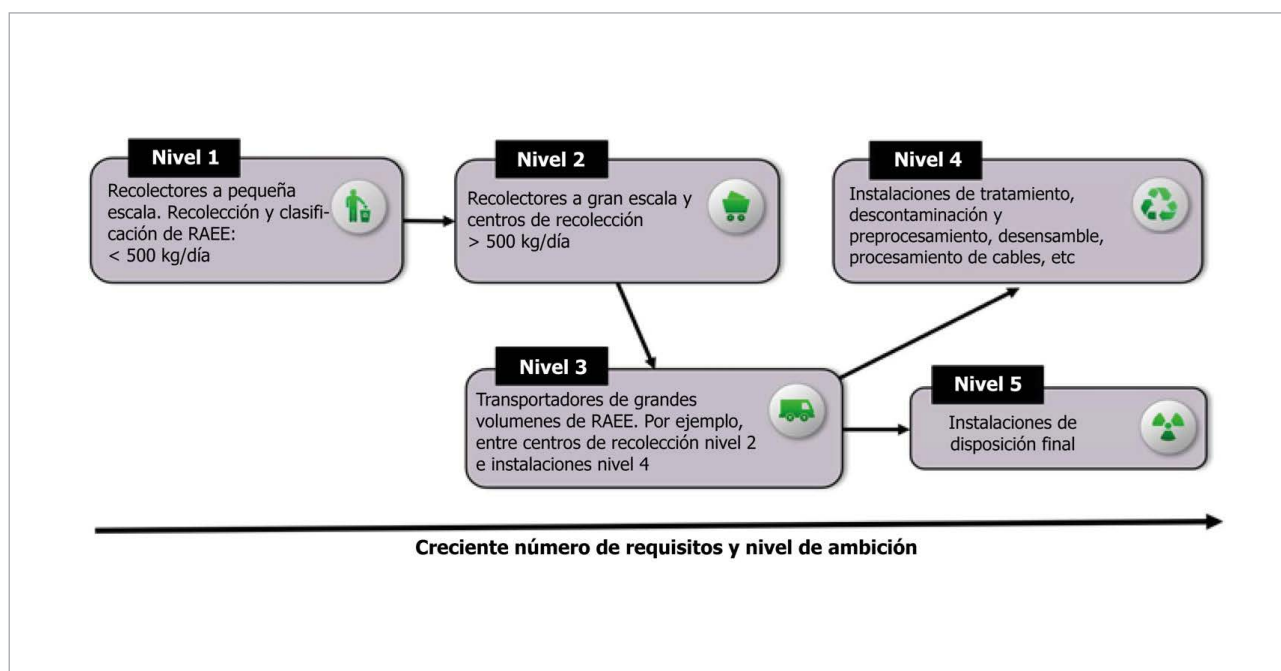 Nivel 1
Recolectores a pequeña
escala. Recolección y clasifi-
cación de RAEE:
< 500 kg/día
Nivel 2
Recolectores a gran escala y
centros de recolección
> 500 kg/día
Nivel 3
Transportadores de grandes
volumenes de RAEE. Por ejemplo,
entre centros de recolección nivel 2
e instalaciones nivel 4
Nivel 4
Instalaciones de tratamiento,
descontaminación y
preprocesamiento, desensamble,
procesamiento de cables, etc
Nivel 5
Instalaciones de
disposición final
Creciente número de requisitos y nivel de ambición